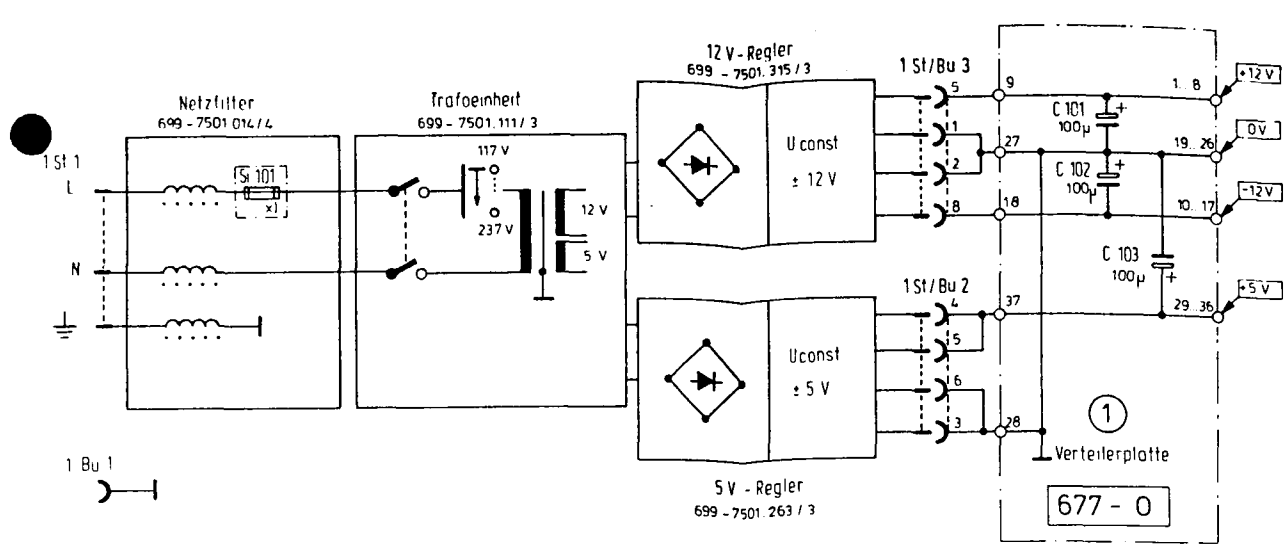 Netzfilter
699 - 7501.014/4
Trafoeinheit
699 - 7501.111/3
12 V - Regler
699 - 7501.315/3
1 St/Bu 3
1 St 1
L
N
Si 101
x)
117 V
237 V
12 V
5 V
U const
± 12 V
5
1
2
8
9
27
18
C 101
100µ
+
C 102
100µ
+
C 103
100µ
+
1.. 8
19.. 26
10.. 17
29..36
+12 V
0V
-12V
+5 V
1 St/Bu 2
Uconst
± 5 V
4
5
6
3
37
28
1
Verteilerplatte
677 - 0
5 V - Regler
699 - 7501.263/3
1 Bu 1